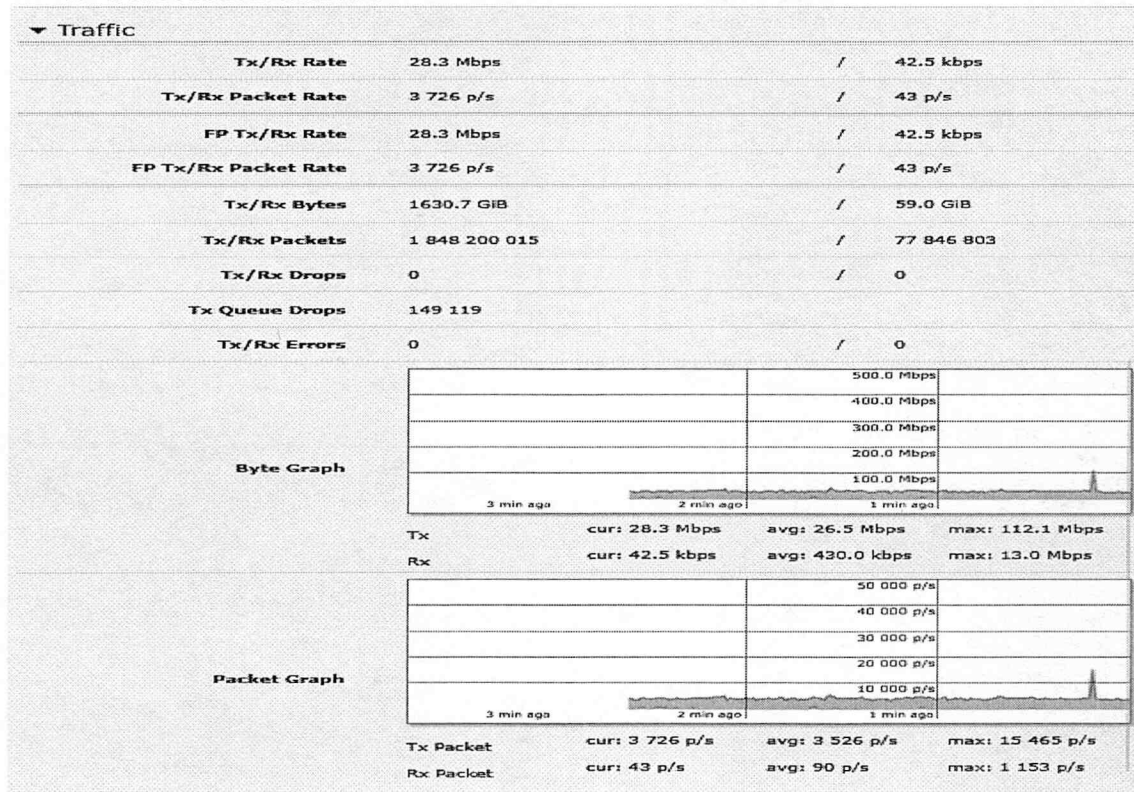 ▼ Traffic
Tx/Rx Rate 28.3 Mbps / 42.5 kbps
Tx/Rx Packet Rate 3 726 p/s / 43 p/s
FP Tx/Rx Rate 28.3 Mbps / 42.5 kbps
FP Tx/Rx Packet Rate 3 726 p/s / 43 p/s
Tx/Rx Bytes 1630.7 GiB / 59.0 GiB
Tx/Rx Packets 1 848 200 015 / 77 846 803
Tx/Rx Drops 0 / 0
Tx Queue Drops 149 119
Tx/Rx Errors 0 / 0
Byte Graph
500.0 Mbps
400.0 Mbps
300.0 Mbps
200.0 Mbps
100.0 Mbps
3 min ago 2 min ago 1 min ago
Tx cur: 28.3 Mbps avg: 26.5 Mbps max: 112.1 Mbps
Rx cur: 42.5 kbps avg: 430.0 kbps max: 13.0 Mbps
Packet Graph
50 000 p/s
40 000 p/s
30 000 p/s
20 000 p/s
10 000 p/s
3 min ago 2 min ago 1 min ago
Tx Packet cur: 3 726 p/s avg: 3 526 p/s max: 15 465 p/s
Rx Packet cur: 43 p/s avg: 90 p/s max: 1 153 p/s